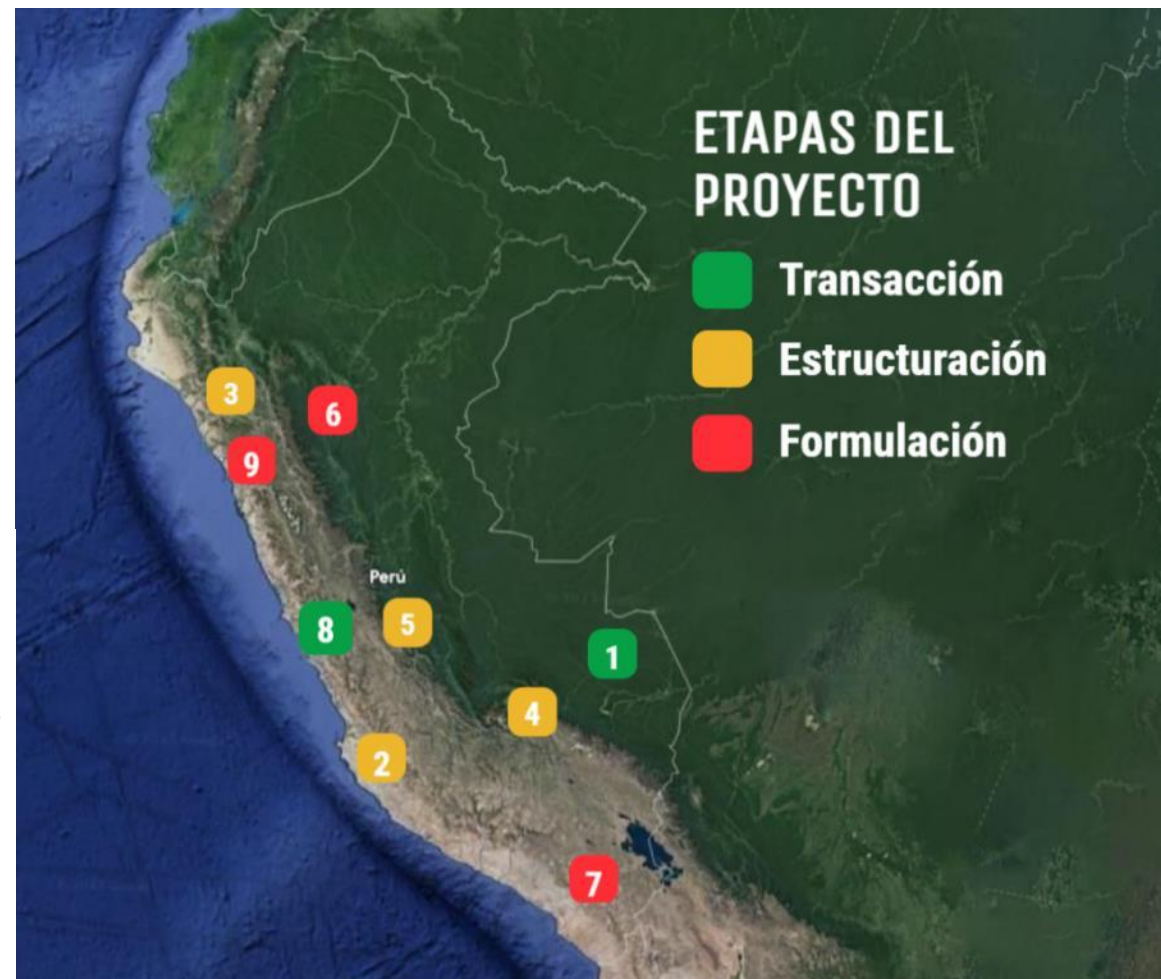 ETAPAS DEL
PROYECTO
Transacción
Estructuración
Formulación
3
6
9
Perú
8
5
1
4
2
7